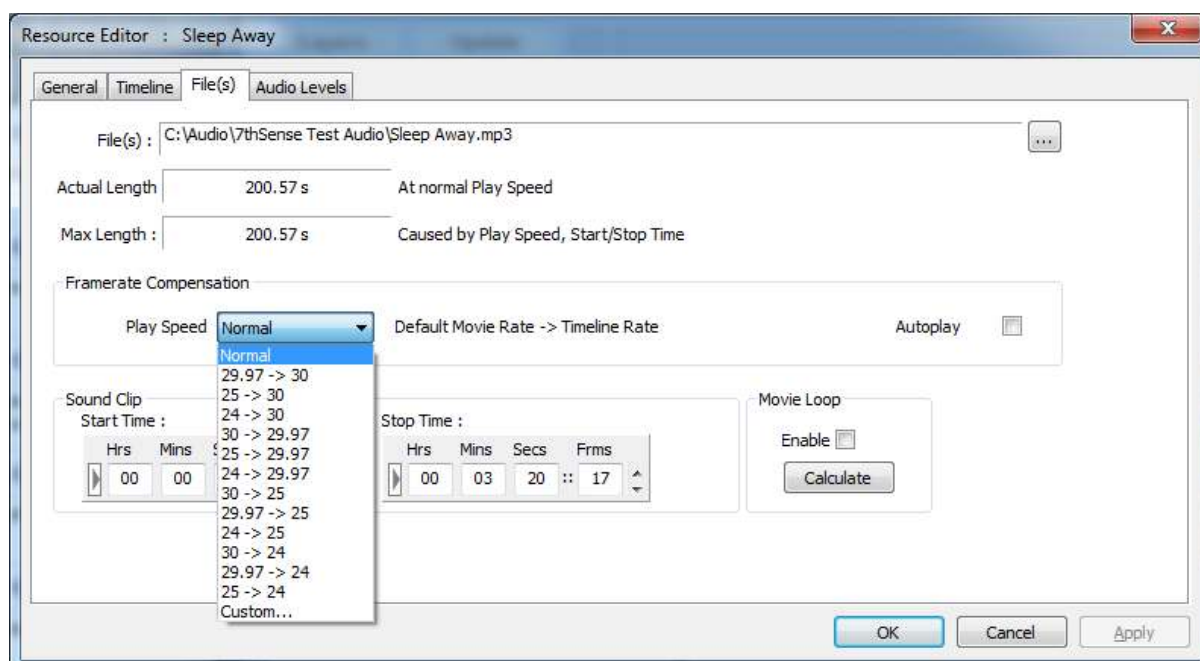 Resource Editor : Sleep Away
General Timeline File(s) Audio Levels
File(s) : C:\Audio\7thSense Test Audio\Sleep Away.mp3 ...
Actual Length 200.57 s At normal Play Speed
Max Length : 200.57 s Caused by Play Speed, Start/Stop Time
Framerate Compensation
Play Speed Normal Default Movie Rate -> Timeline Rate Autoplay
Normal
29.97 -> 30
25 -> 30
24 -> 30
30 -> 29.97
25 -> 29.97
24 -> 29.97
30 -> 25
29.97 -> 25
24 -> 25
30 -> 24
29.97 -> 24
25 -> 24
Custom...
Sound Clip
Start Time :
Hrs Mins
00 00
Stop Time :
Hrs Mins Secs Frms
00 03 20 :: 17
Movie Loop
Enable
Calculate
OK Cancel Apply